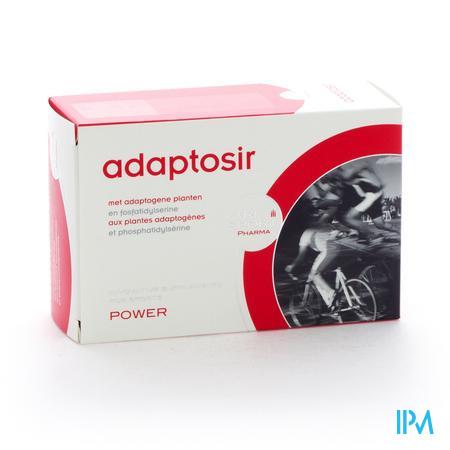 adaptosir
met adaptogene planten
en fosfatidylserine
aux plantes adaptogènes
et phosphatidylsérine
PHARMA
POWER
IPM